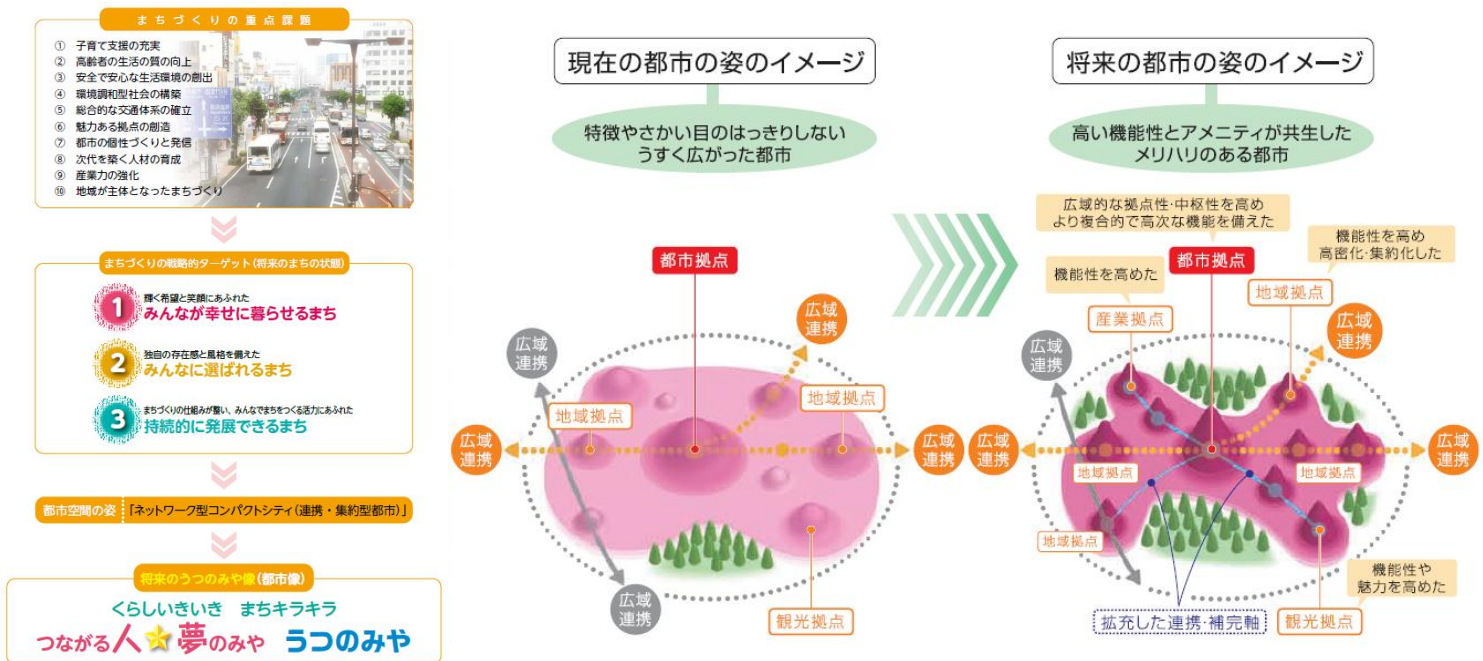 まちづくりの重点課題
① 子育て支援の充実
② 高齢者の生活の質の向上
③ 安全で安心な生活環境の創出
④ 環境調和型社会の構築
⑤ 総合的な交通体系の確立
⑥ 魅力ある拠点の創造
⑦ 都市の個性づくりと発信
⑧ 次代を築く人材の育成
⑨ 産業力の強化
⑩ 地域が主体となったまちづくり
まちづくりの戦略的ターゲット(将来のまちの状態)
1
輝く希望と笑顔にあふれた
みんなが幸せに暮らせるまち
2
独自の存在感と風格を備えた
みんなに選ばれるまち
3
まちづくりの仕組みが整い、みんなでまちをつくる活力にあふれた
持続的に発展できるまち
都市空間の姿 「ネットワーク型コンパクトシティ(連携・集約型都市)」
将来のうつのみや像(都市像)
くらしいきいき まちキラキラ
つながる人☆夢のみや うつのみや
現在の都市の姿のイメージ
特徴やさかい目のはっきりしない
うすく広がった都市
都市拠点
広域
連携
広域
連携
地域拠点
地域拠点
広域
連携
広域
連携
広域
連携
観光拠点
将来の都市の姿のイメージ
高い機能性とアメニティが共生した
メリハリのある都市
広域的な拠点性・中枢性を高め
より複合的で高次な機能を備えた
機能性を高め
高密化・集約化した
都市拠点
機能性を高めた
地域拠点
産業拠点
広域
連携
広域
連携
広域
連携
広域
連携
地域拠点
地域拠点
地域拠点
機能性や
魅力を高めた
拡充した連携・補完軸
観光拠点